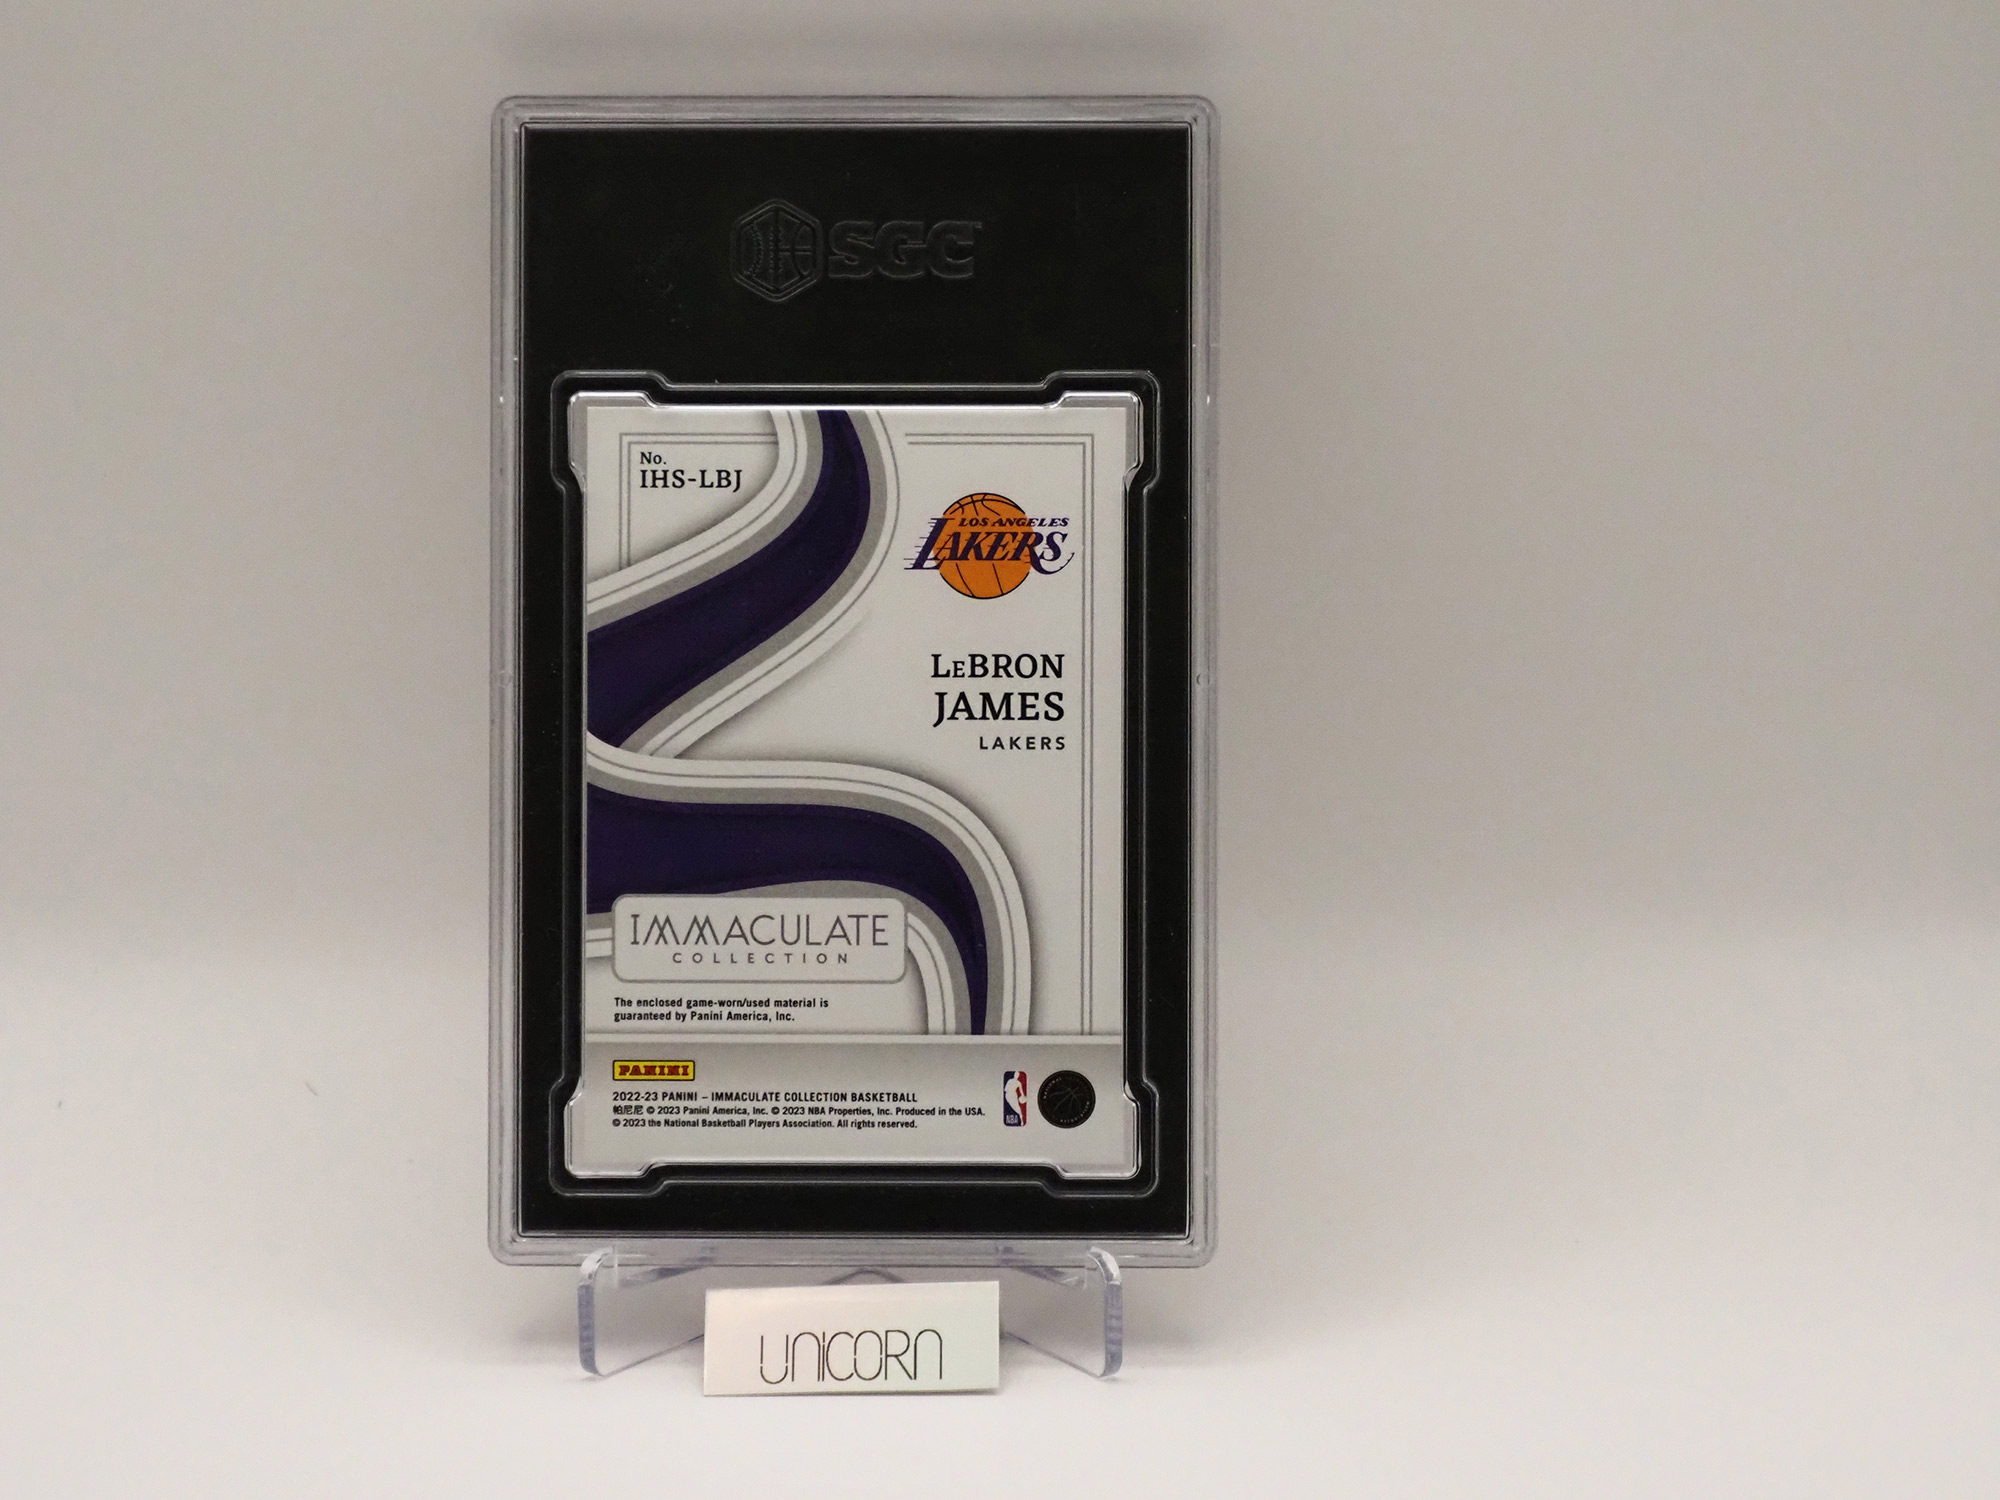 SGC
No.
IHS-LBJ
LOS ANGELES
LAKERS
LeBRON
JAMES
LAKERS
IMMACULATE
COLLECTION
The enclosed game-worn/used material is
guaranteed by Panini America, Inc.
PANINI
2022-23 PANINI – IMMACULATE COLLECTION BASKETBALL
帕尼尼 © 2023 Panini America, Inc. © 2023 NBA Properties, Inc. Produced in the USA.
© 2023 the National Basketball Players Association. All rights reserved.
NBA
UNICORN